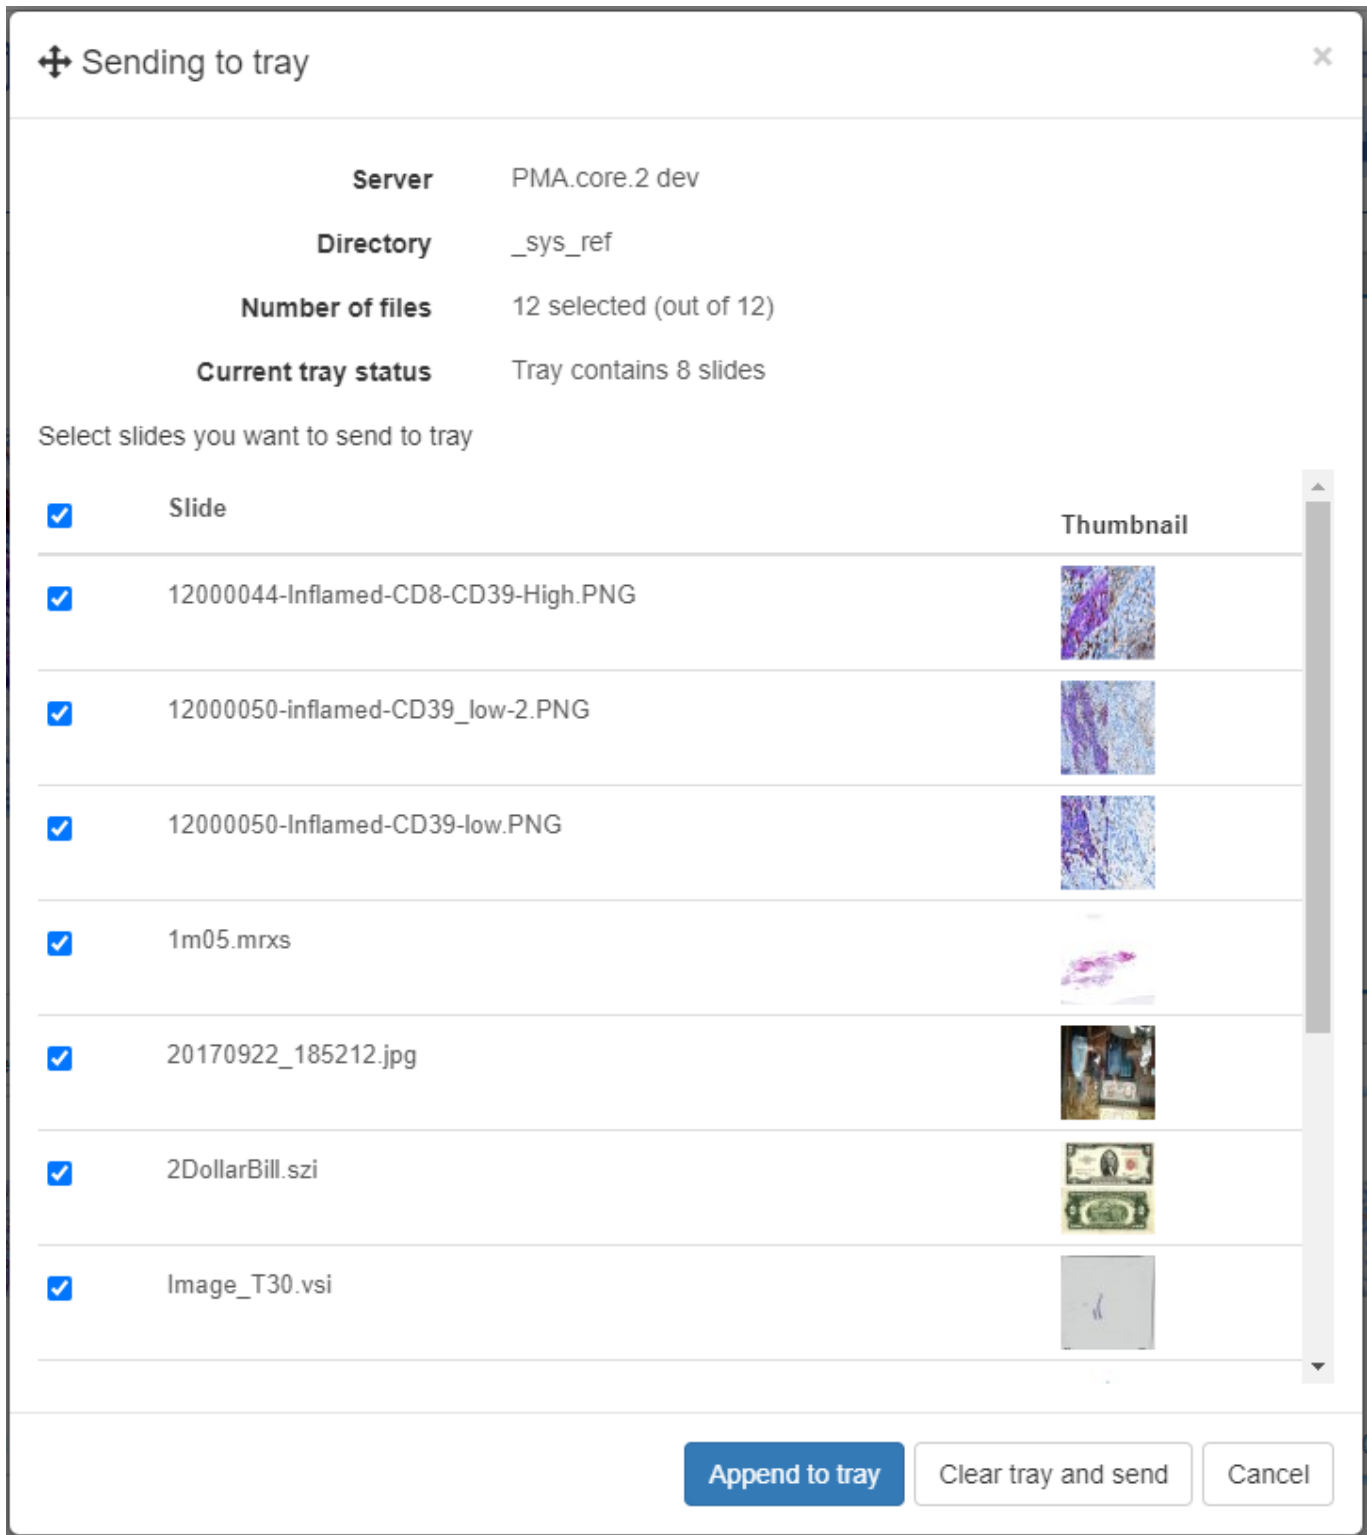 Sending to tray
×
Server PMA.core.2 dev
Directory _sys_ref
Number of files 12 selected (out of 12)
Current tray status Tray contains 8 slides
Select slides you want to send to tray
Slide Thumbnail
12000044-Inflamed-CD8-CD39-High.PNG
12000050-inflamed-CD39_low-2.PNG
12000050-Inflamed-CD39-low.PNG
1m05.mrxs
20170922_185212.jpg
2DollarBill.szi
Image_T30.vsi
Append to tray Clear tray and send Cancel